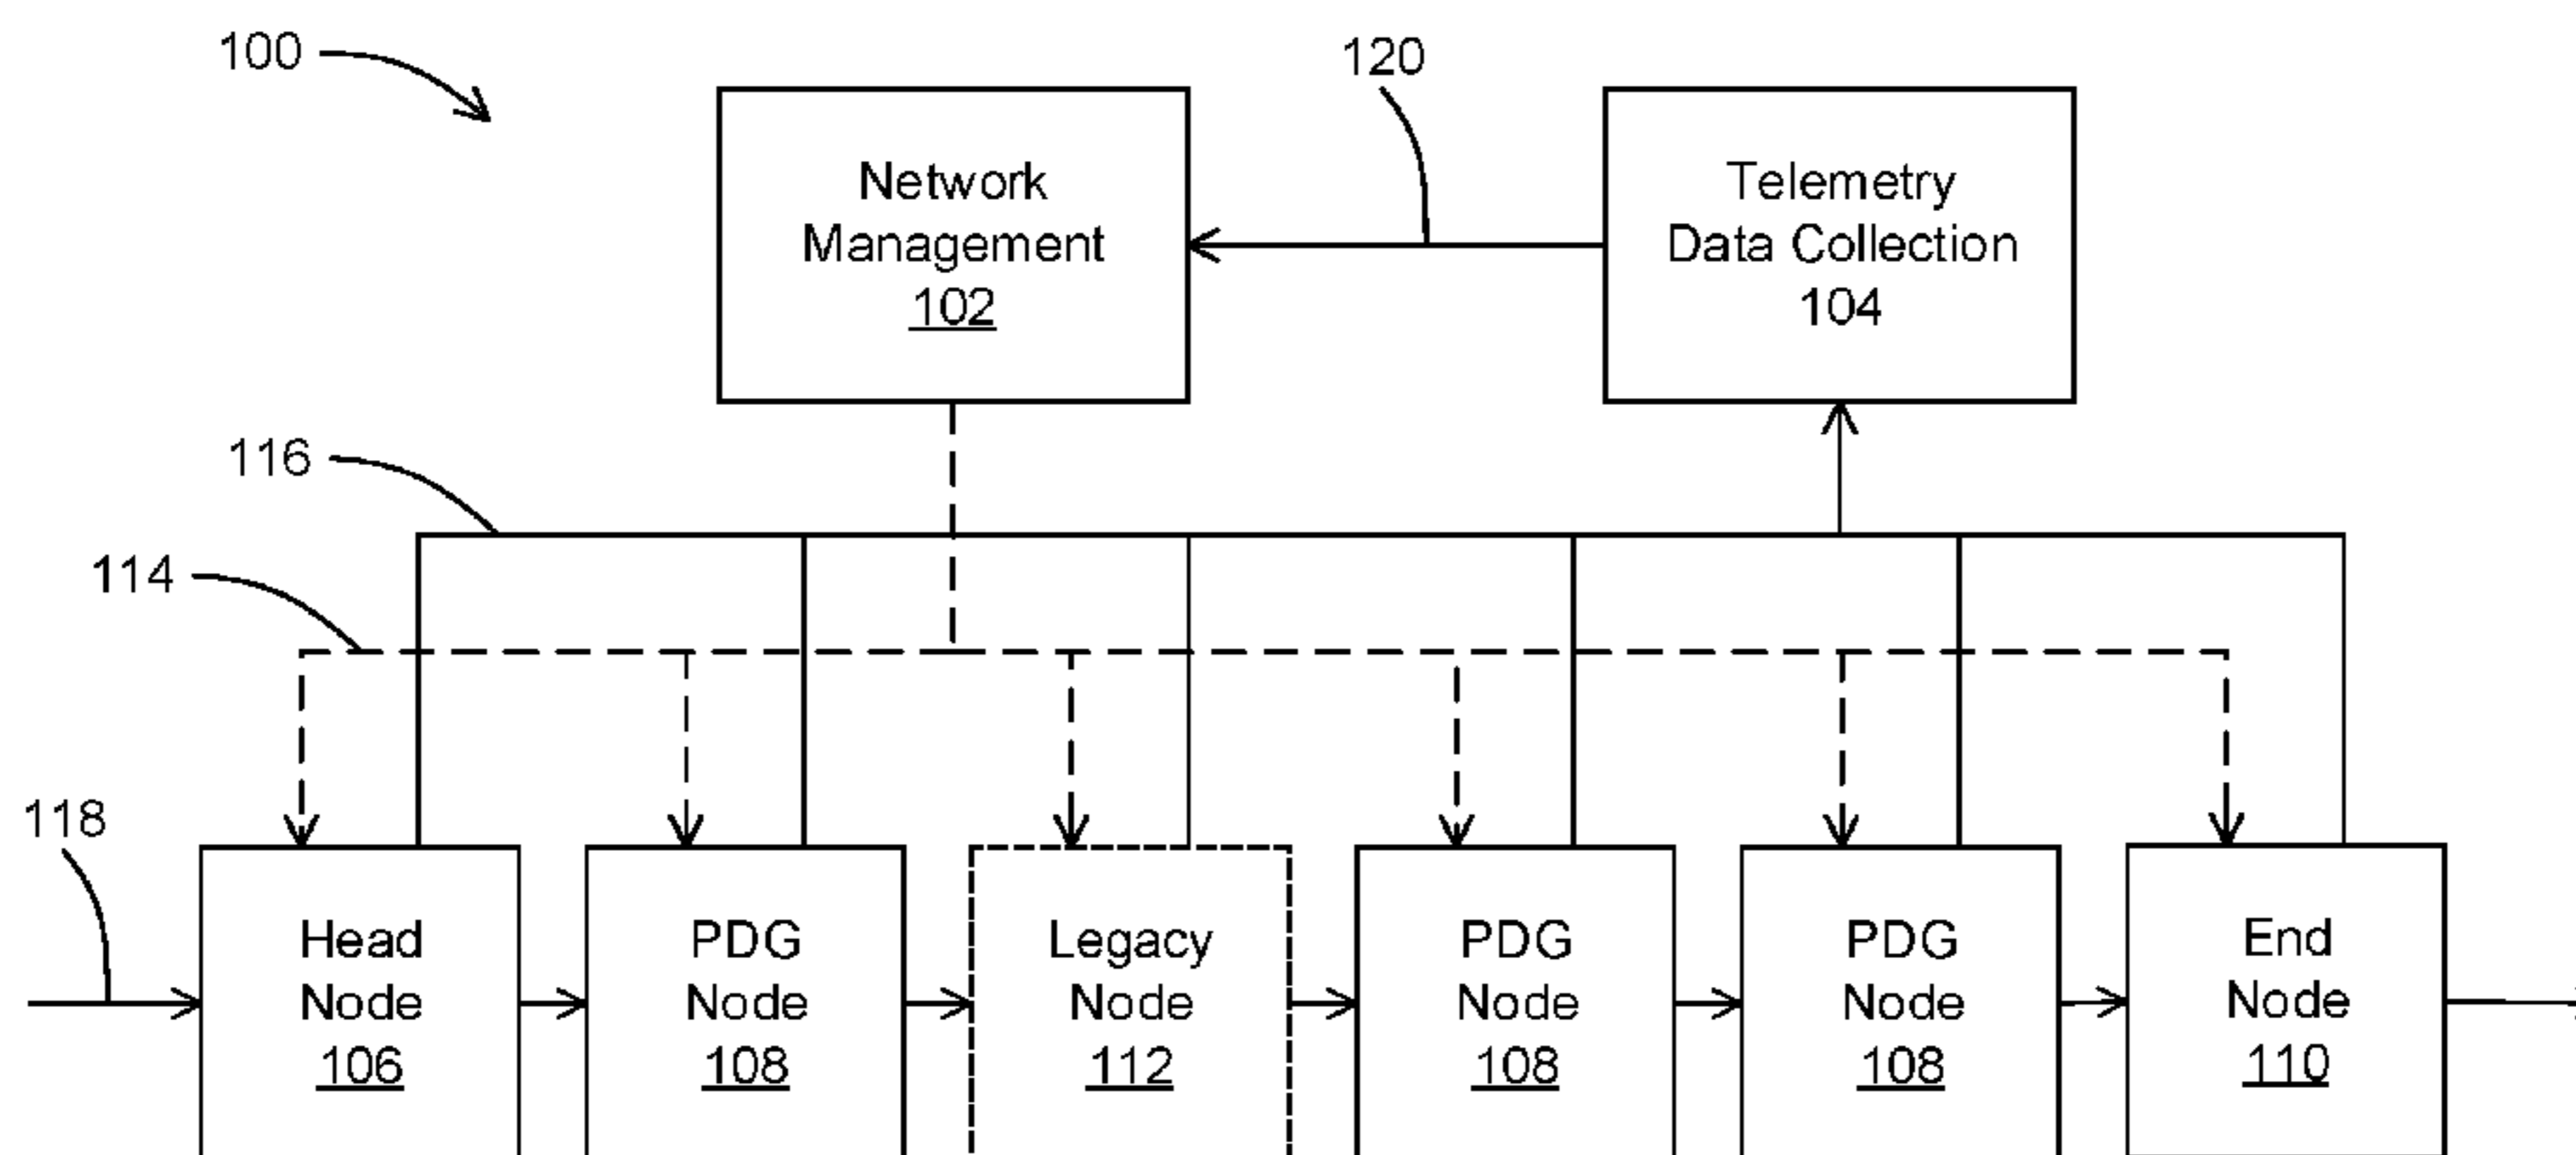 100
120
Network
Management
102
Telemetry
Data Collection
104
116
114
118
Head
Node
106
PDG
Node
108
Legacy
Node
112
PDG
Node
108
PDG
Node
108
End
Node
110